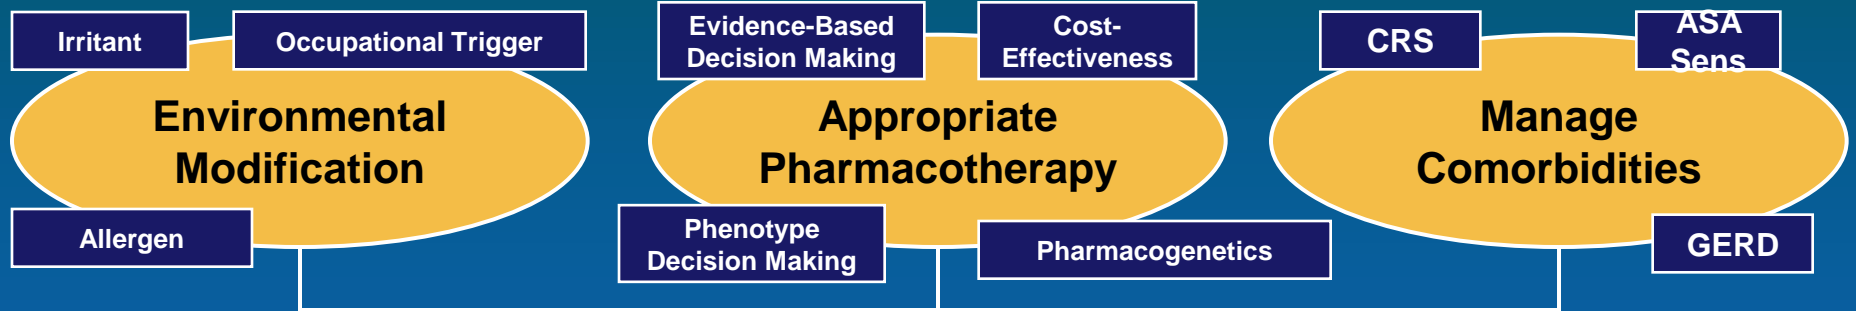 Irritant
Occupational Trigger
Environmental
Modification
Allergen
Evidence-Based
Decision Making
Cost-
Effectiveness
Appropriate
Pharmacotherapy
Phenotype
Decision Making
Pharmacogenetics
CRS
ASA
Sens
Manage
Comorbidities
GERD